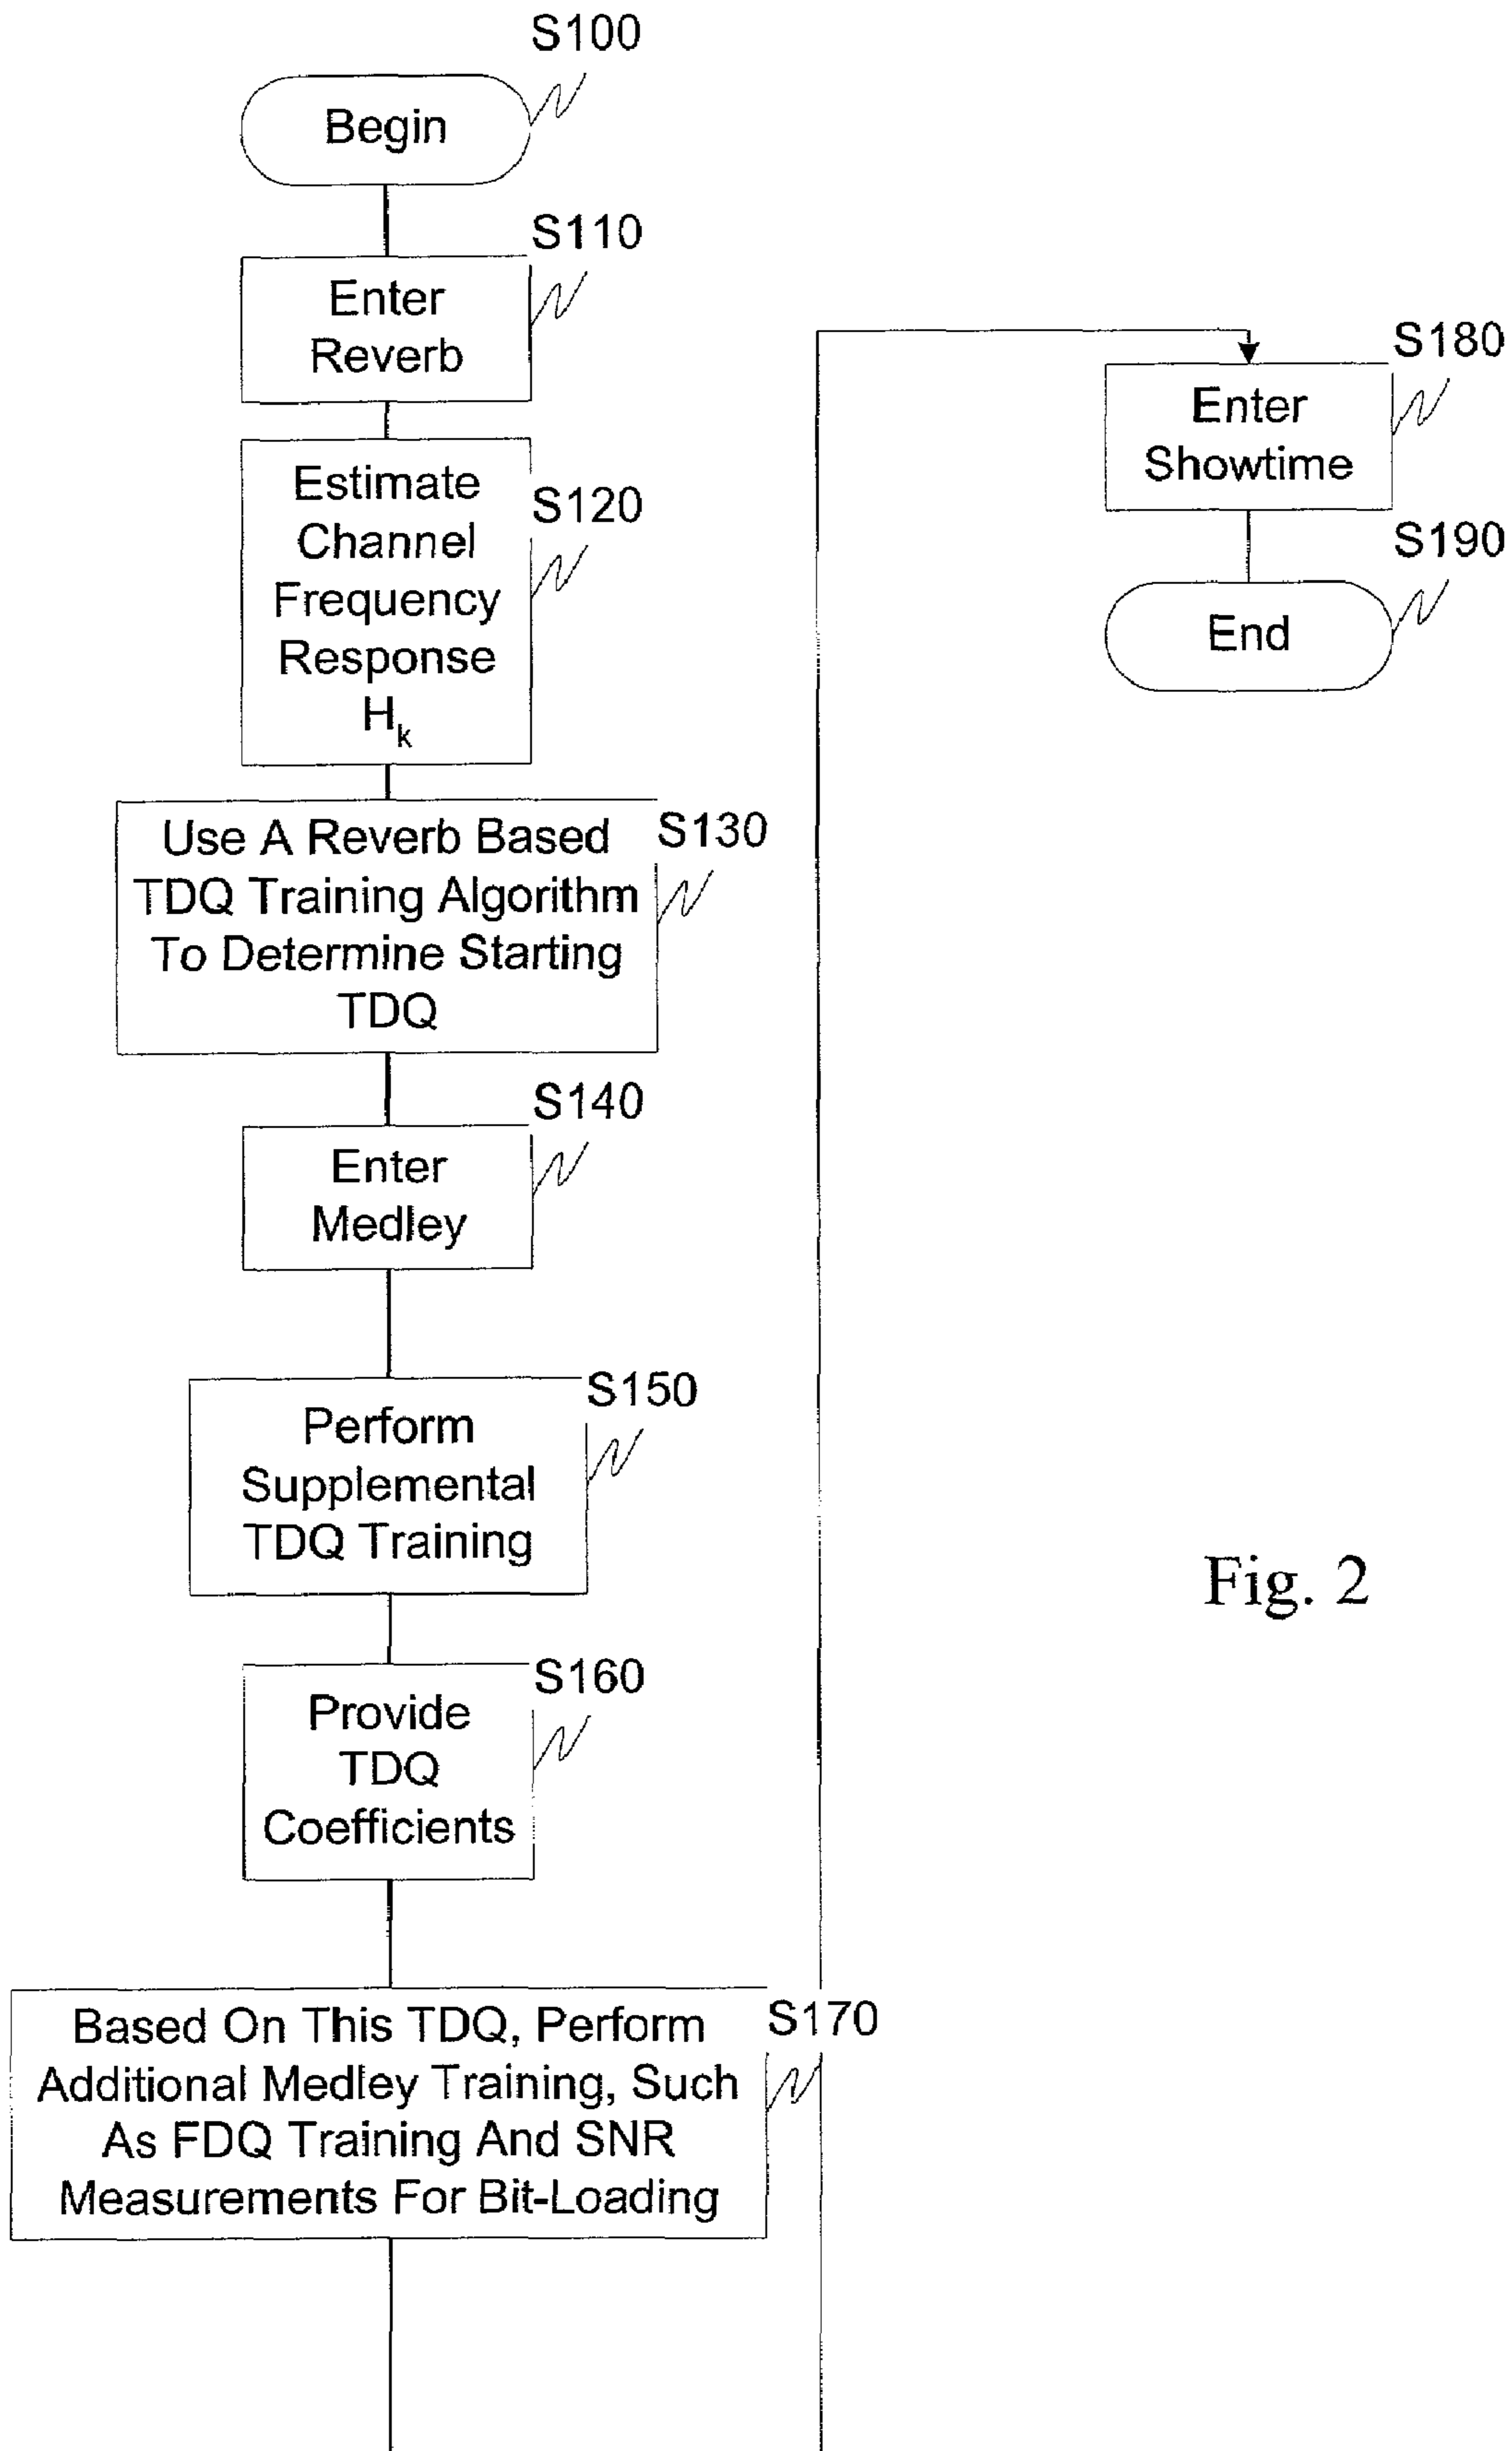 S100
Begin
S110
Enter
Reverb
S120
Estimate
Channel
Frequency
Response
Hk
S130
Use A Reverb Based
TDQ Training Algorithm
To Determine Starting
TDQ
S140
Enter
Medley
S150
Perform
Supplemental
TDQ Training
S160
Provide
TDQ
Coefficients
S170
Based On This TDQ, Perform
Additional Medley Training, Such
As FDQ Training And SNR
Measurements For Bit-Loading
S180
Enter
Showtime
S190
End
Fig. 2